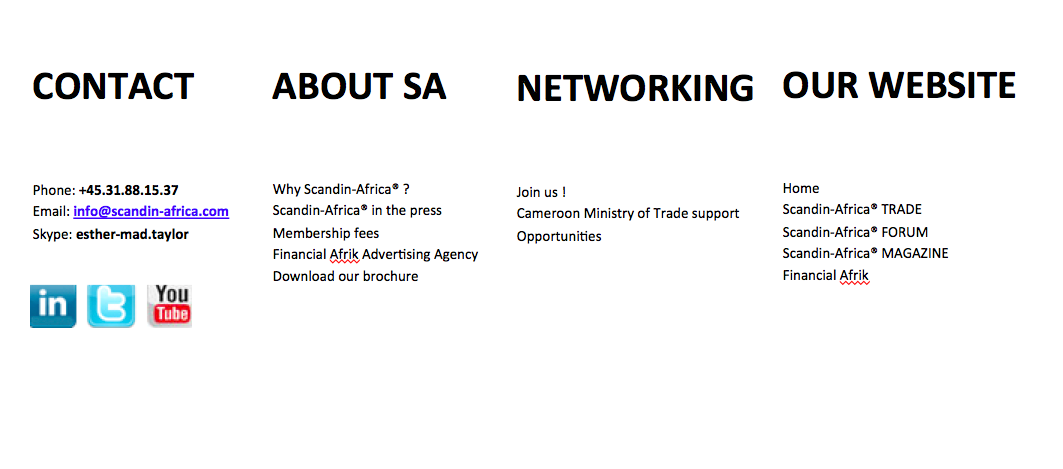 CONTACT
Phone: +45.31.88.15.37
Email: info@scandin-africa.com
Skype: esther-mad.taylor
in
t
You
Tube
ABOUT SA
Why Scandin-Africa® ?
Scandin-Africa® in the press
Membership fees
Financial Afrik Advertising Agency
Download our brochure
NETWORKING
Join us !
Cameroon Ministry of Trade support
Opportunities
OUR WEBSITE
Home
Scandin-Africa® TRADE
Scandin-Africa® FORUM
Scandin-Africa® MAGAZINE
Financial Afrik